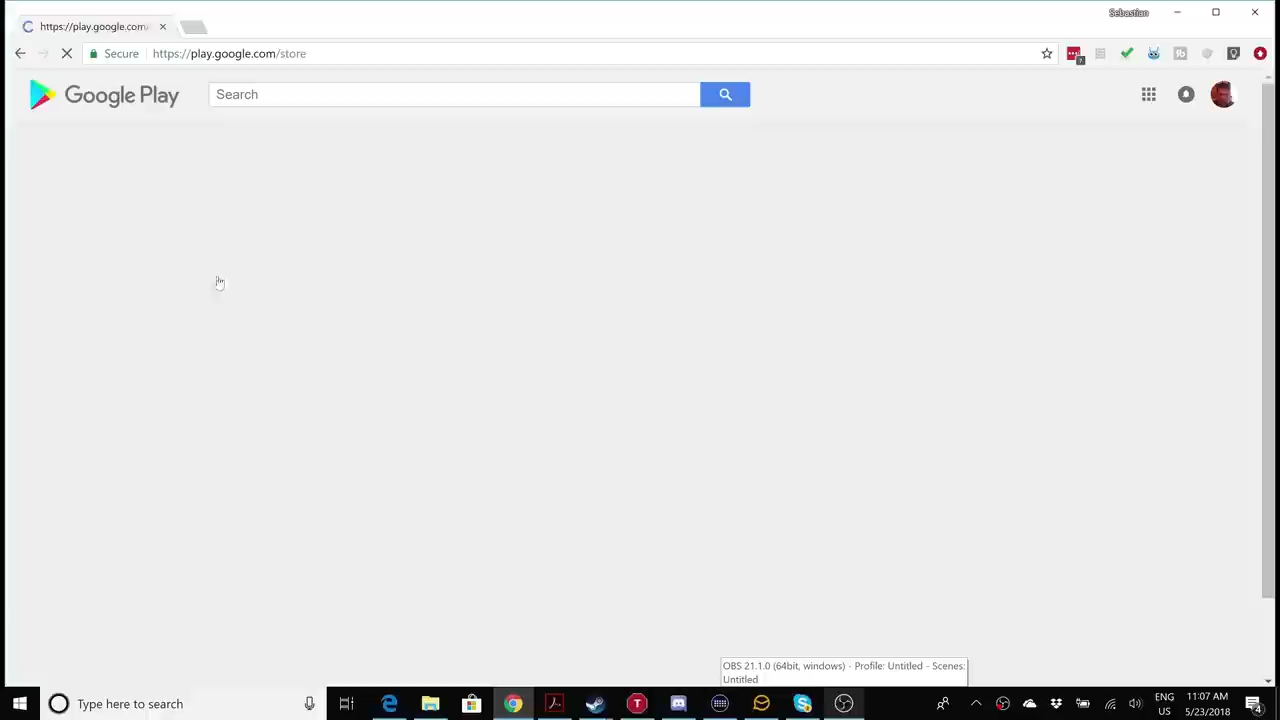 Sebastian
https://play.google.com/
Secure
https://play.google.com/store
Google Play
Search
OBS 21.1.0 (64bit, windows) - Profile: Untitled - Scenes:
Untitled
Type here to search
ENG
US
11:07 AM
5/23/2018
4